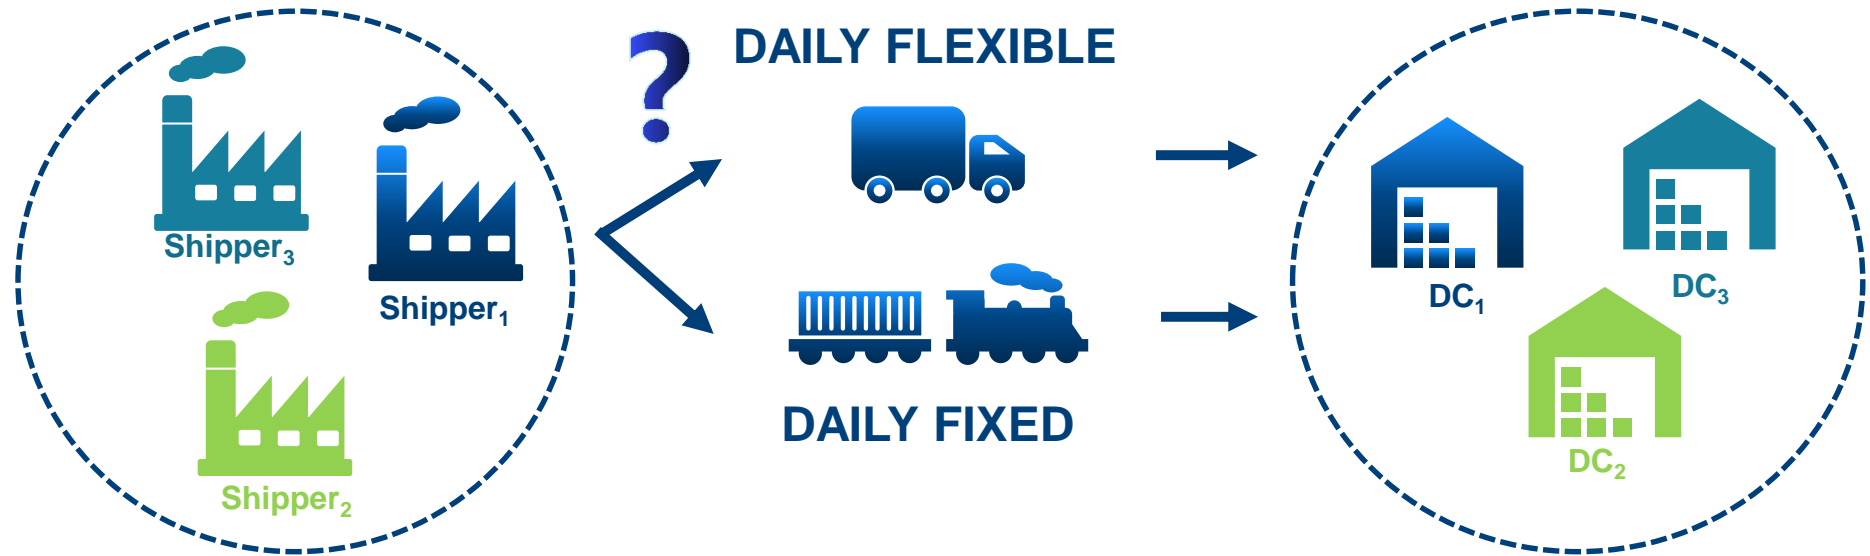 Shipper₃
Shipper₁
Shipper₂
?
DAILY FLEXIBLE
DAILY FIXED
DC₁
DC₃
DC₂